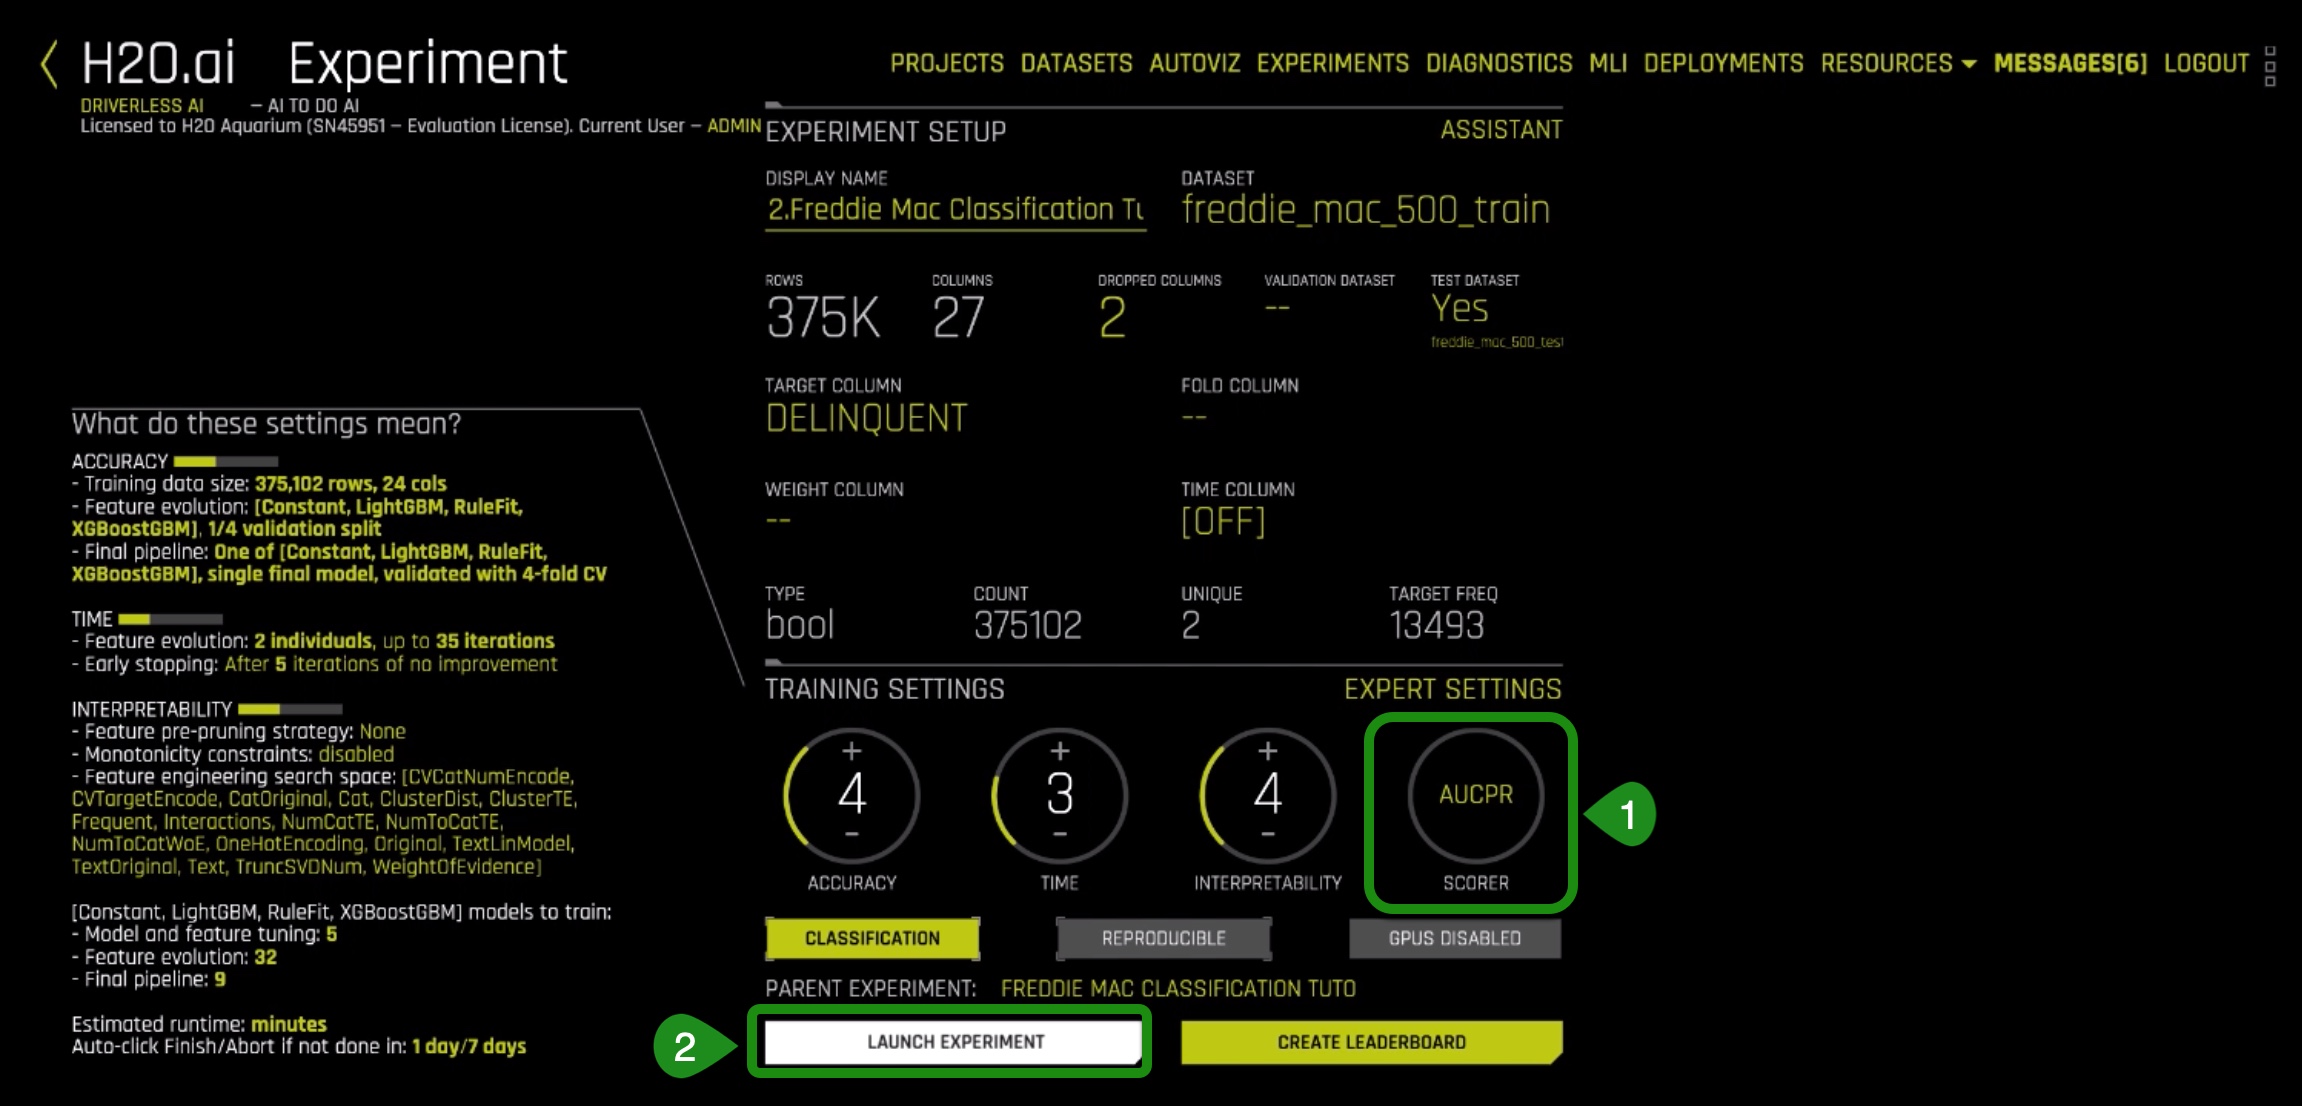 H2O.ai Experiment
DRIVERLESS AI – AI TO DO AI
Licensed to H2O Aquarium (SN45951 – Evaluation License). Current User – ADMIN
PROJECTS DATASETS AUTOVIZ EXPERIMENTS DIAGNOSTICS MLI DEPLOYMENTS RESOURCES MESSAGES[6] LOGOUT
EXPERIMENT SETUP ASSISTANT
DISPLAY NAME DATASET
2.Freddie Mac Classification Tu freddie_mac_500_train
ROWS COLUMNS DROPPED COLUMNS VALIDATION DATASET TEST DATASET
375K 27 2 -- Yes
freddie_mac_500_test
TARGET COLUMN FOLD COLUMN
DELINQUENT --
WEIGHT COLUMN TIME COLUMN
-- [OFF]
TYPE COUNT UNIQUE TARGET FREQ
bool 375102 2 13493
What do these settings mean?
ACCURACY
- Training data size: 375,102 rows, 24 cols
- Feature evolution: [Constant, LightGBM, RuleFit,
XGBoostGBM], 1/4 validation split
- Final pipeline: One of [Constant, LightGBM, RuleFit,
XGBoostGBM], single final model, validated with 4-fold CV
TIME
- Feature evolution: 2 individuals, up to 35 iterations
- Early stopping: After 5 iterations of no improvement
INTERPRETABILITY
- Feature pre-pruning strategy: None
- Monotonicity constraints: disabled
- Feature engineering search space: [CVCatNumEncode,
CVTargetEncode, CatOriginal, Cat, ClusterDist, ClusterTE,
Frequent, Interactions, NumCatTE, NumToCatTE,
NumToCatWoE, OneHotEncoding, Original, TextLinModel,
TextOriginal, Text, TruncSVDNum, WeightOfEvidence]
[Constant, LightGBM, RuleFit, XGBoostGBM] models to train:
- Model and feature tuning: 5
- Feature evolution: 32
- Final pipeline: 9
Estimated runtime: minutes
Auto-click Finish/Abort if not done in: 1 day/7 days
TRAINING SETTINGS EXPERT SETTINGS
+ + +
4 3 4 AUCPR
- - -
ACCURACY TIME INTERPRETABILITY SCORER
1
CLASSIFICATION REPRODUCIBLE GPUS DISABLED
PARENT EXPERIMENT: FREDDIE MAC CLASSIFICATION TUTO
2
LAUNCH EXPERIMENT CREATE LEADERBOARD